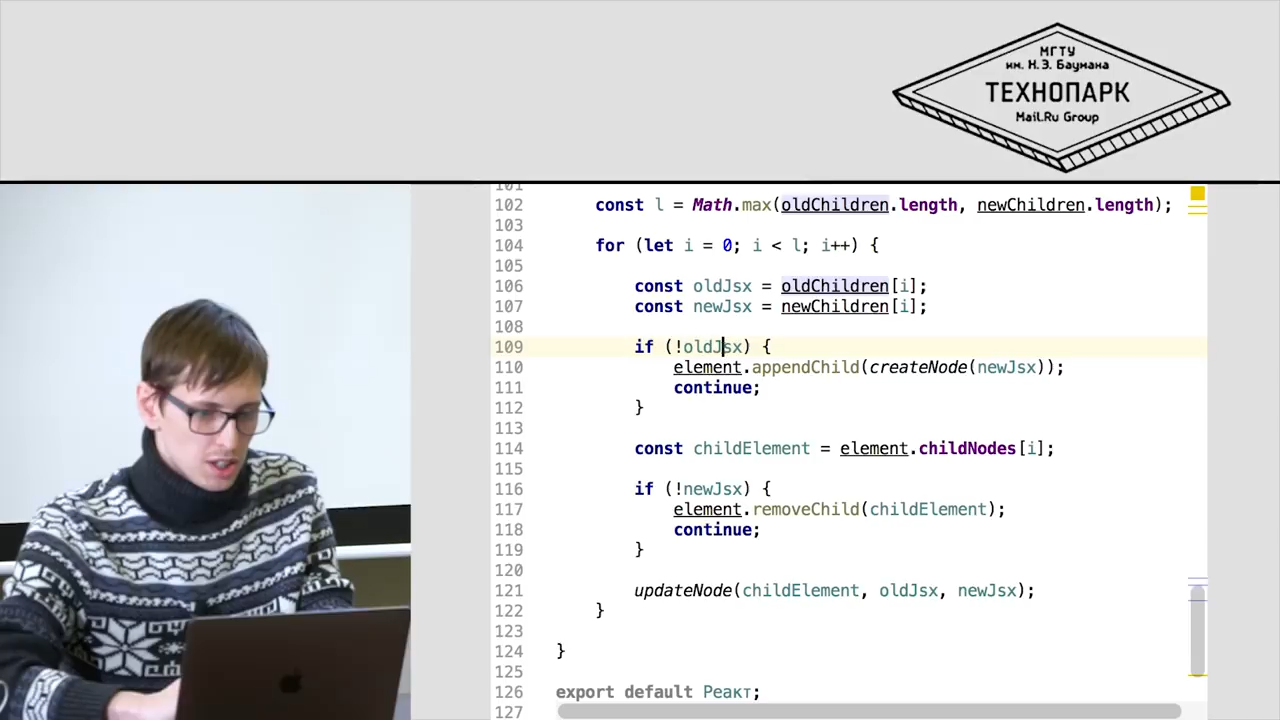 МГТУ
им. Н.Э. Баумана
ТЕХНОПАРК
Mail.Ru Group
101
102 const l = Math.max(oldChildren.length, newChildren.length);
103
104 for (let i = 0; i < l; i++) {
105
106 const oldJsx = oldChildren[i];
107 const newJsx = newChildren[i];
108
109 if (!oldJsx) {
110 element.appendChild(createNode(newJsx));
111 continue;
112 }
113
114 const childElement = element.childNodes[i];
115
116 if (!newJsx) {
117 element.removeChild(childElement);
118 continue;
119 }
120
121 updateNode(childElement, oldJsx, newJsx);
122 }
123
124 }
125
126 export default Реакт;
127